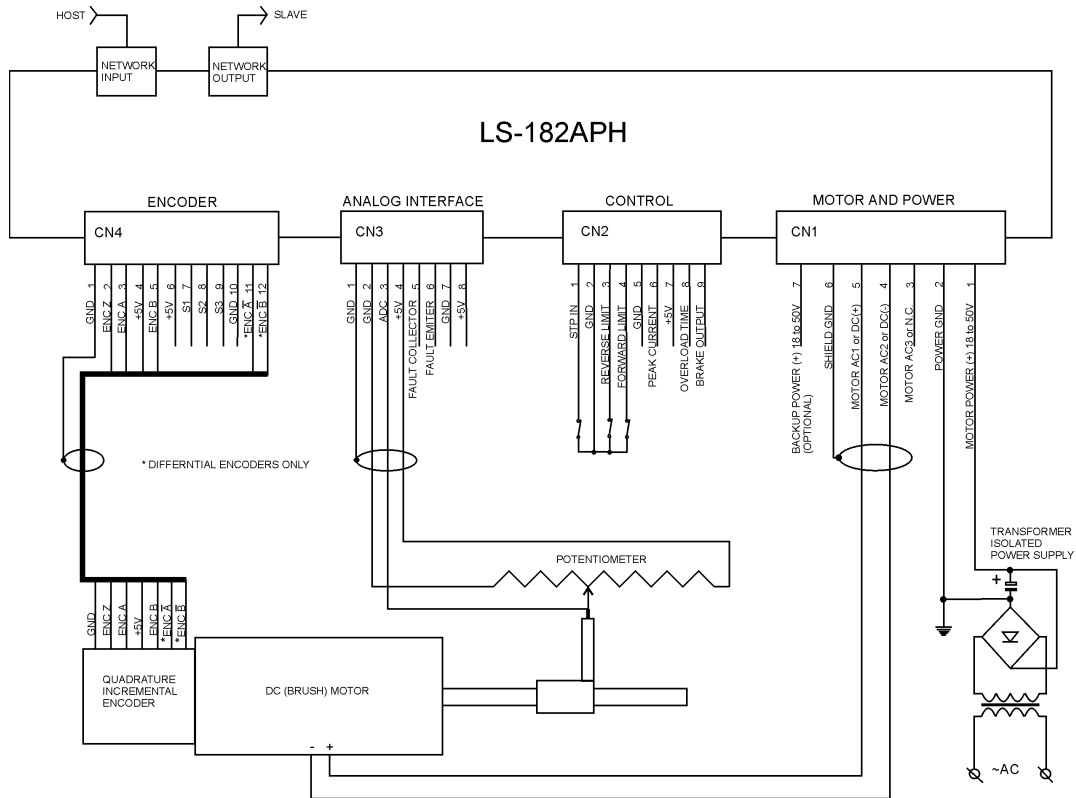 HOST
SLAVE
NETWORK
INPUT
NETWORK
OUTPUT
LS-182APH
ENCODER
ANALOG INTERFACE
CONTROL
MOTOR AND POWER
CN4
CN3
CN2
CN1
GND 1
ENC Z 2
ENC A 3
+5V 4
ENC B 5
+5V 6
S1 7
S2 8
S3 9
GND 10
*ENC A̅ 11
*ENC B̅ 12
GND 1
GND 2
ADC 3
+5V 4
FAULT COLLECTOR 5
FAULT EMITER 6
GND 7
+5V 8
STP IN 1
GND 2
REVERSE LIMIT 3
FORWARD LIMIT 4
GND 5
PEAK CURRENT 6
+5V 7
OVERLOAD TIME 8
BRAKE OUTPUT 9
BACKUP POWER (+) 18 to 50V 7
(OPTIONAL)
SHIELD GND 6
MOTOR AC1 or DC(+) 5
MOTOR AC2 or DC(-) 4
MOTOR AC3 or N.C. 3
POWER GND 2
MOTOR POWER (+) 18 to 50V 1
* DIFFERNTIAL ENCODERS ONLY
POTENTIOMETER
TRANSFORMER
ISOLATED
POWER SUPPLY
+
GND
ENC Z
ENC A
+5V
ENC B
*ENC A̅
*ENC B̅
QUADRATURE
INCREMENTAL
ENCODER
DC (BRUSH) MOTOR
- +
~AC